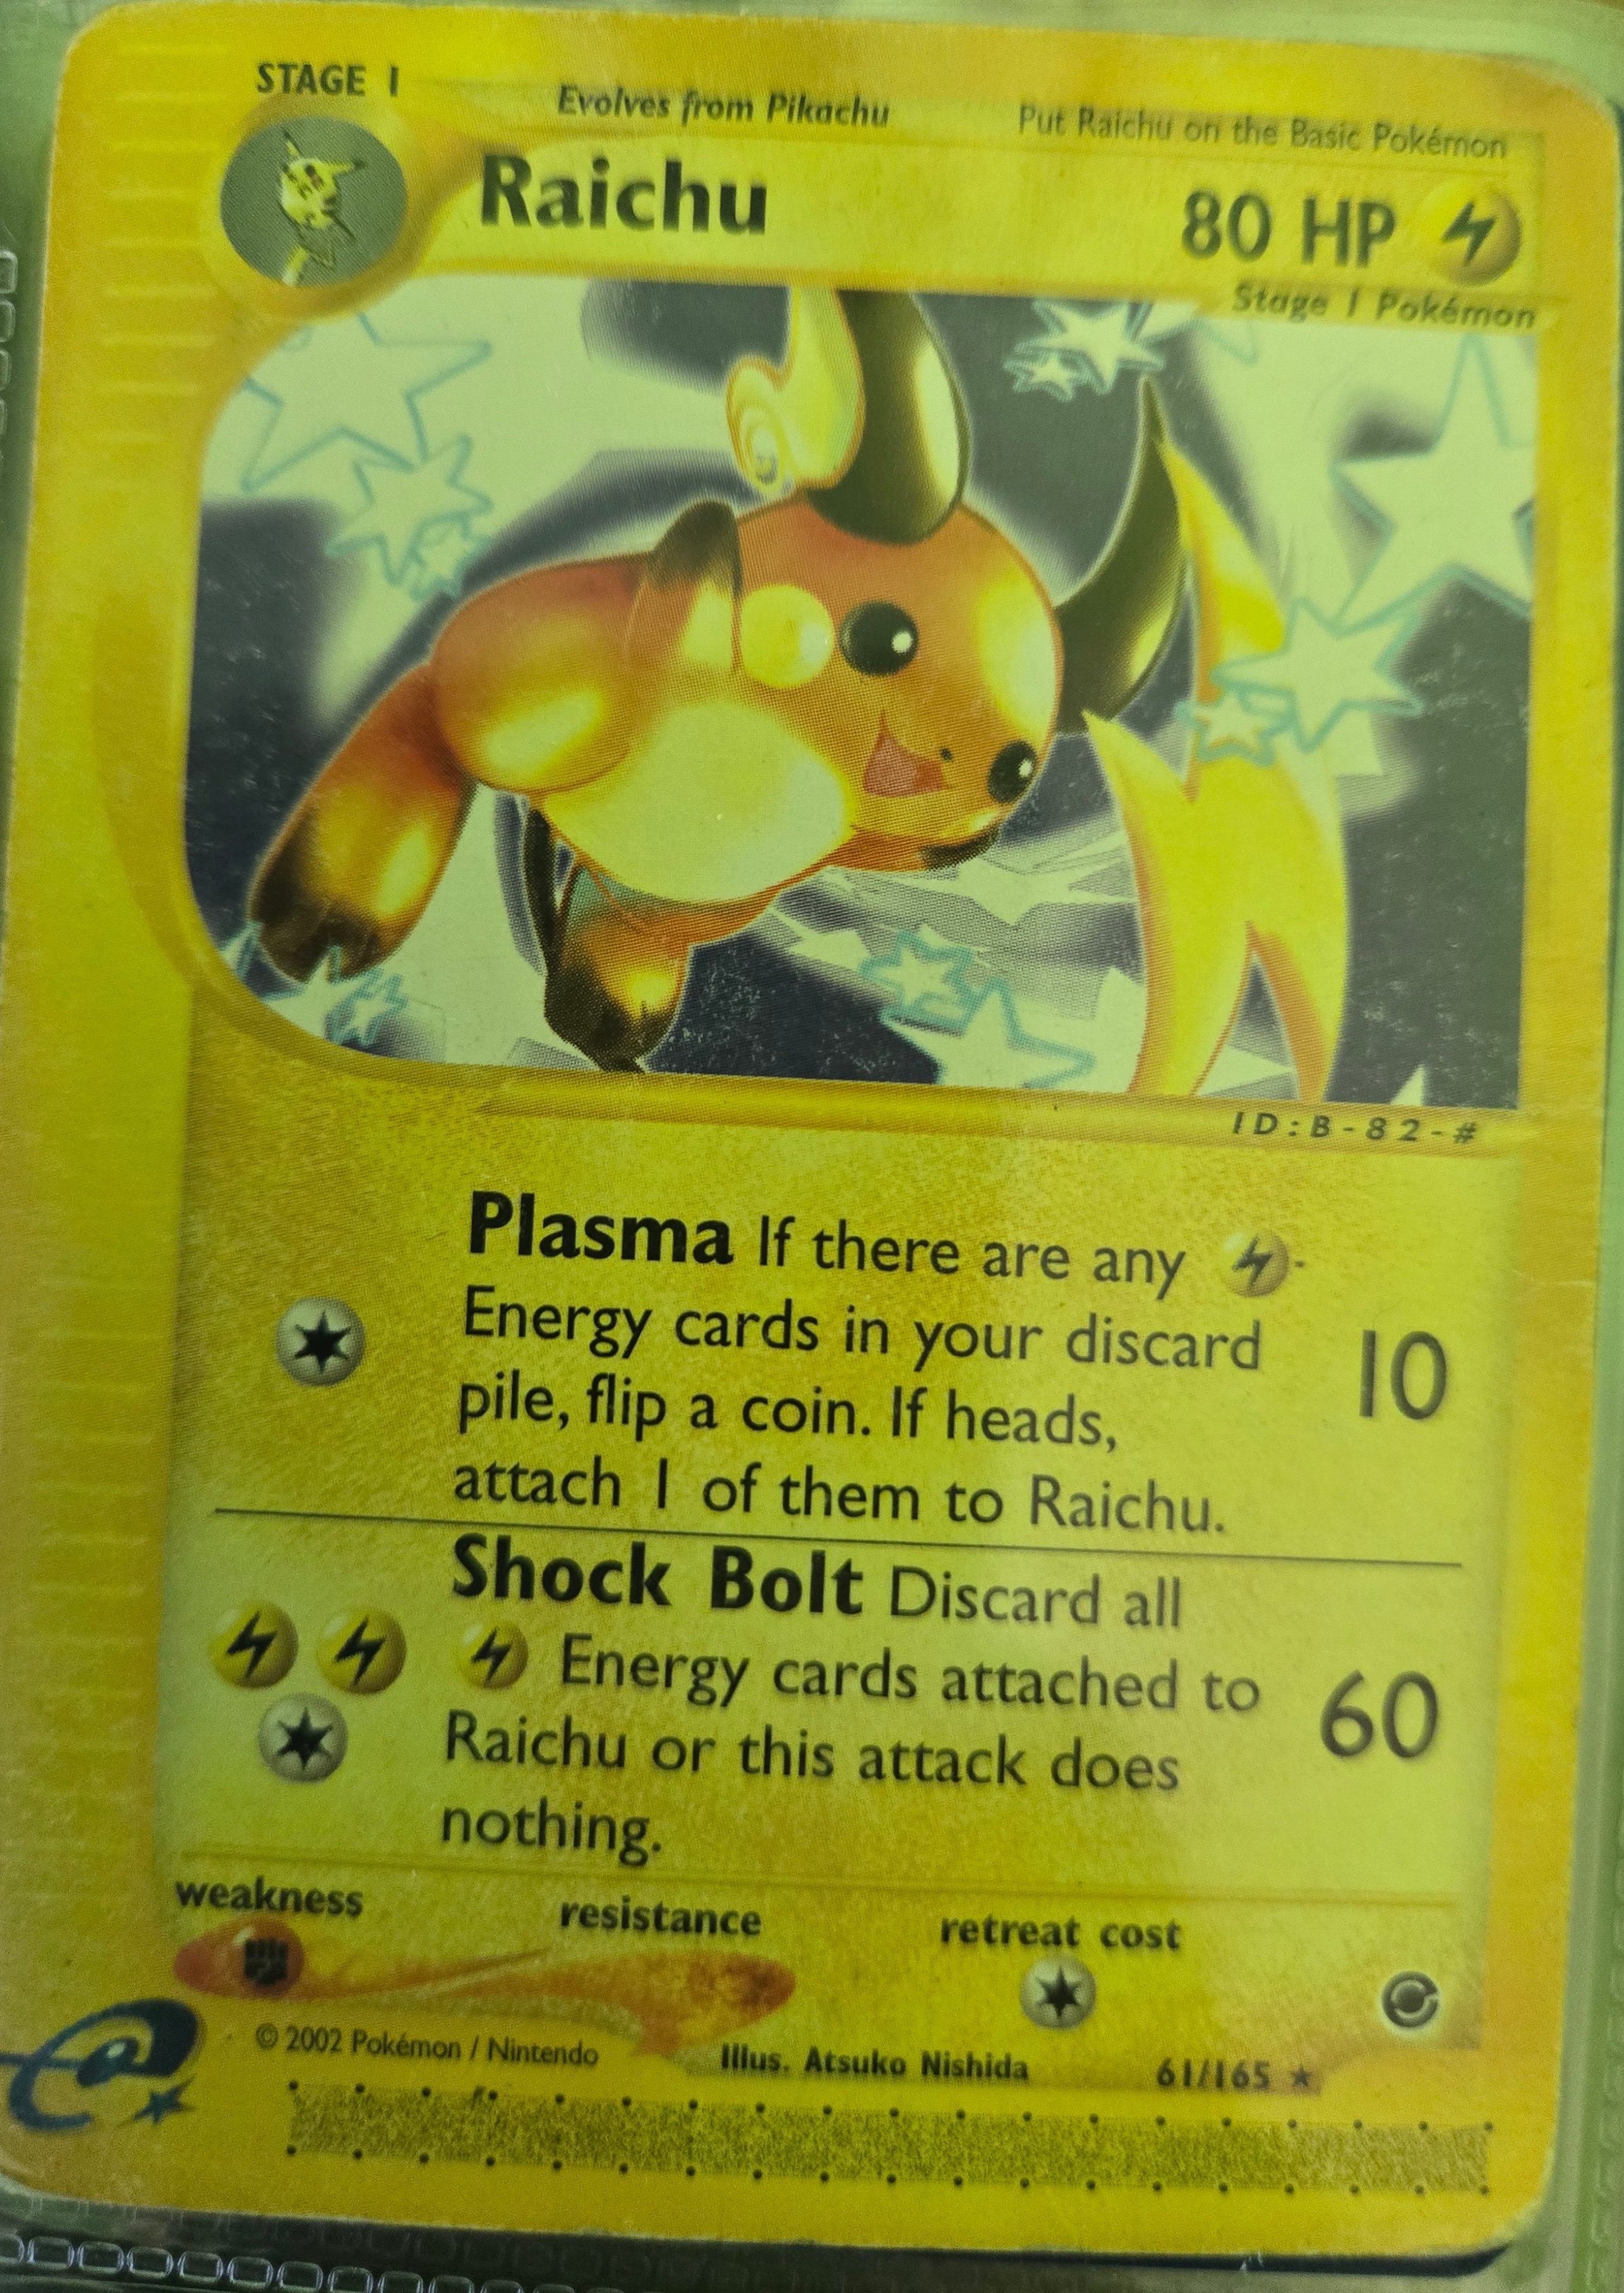 STAGE 1
Evolves from Pikachu
Put Raichu on the Basic Pokémon
Raichu
80 HP
Stage 1 Pokémon
ID:B-82-#
Plasma If there are any
Energy cards in your discard
pile, flip a coin. If heads,
attach 1 of them to Raichu.
10
Shock Bolt Discard all
Energy cards attached to
Raichu or this attack does
nothing.
60
weakness
resistance
retreat cost
© 2002 Pokémon / Nintendo
Illus. Atsuko Nishida
61/165 ★